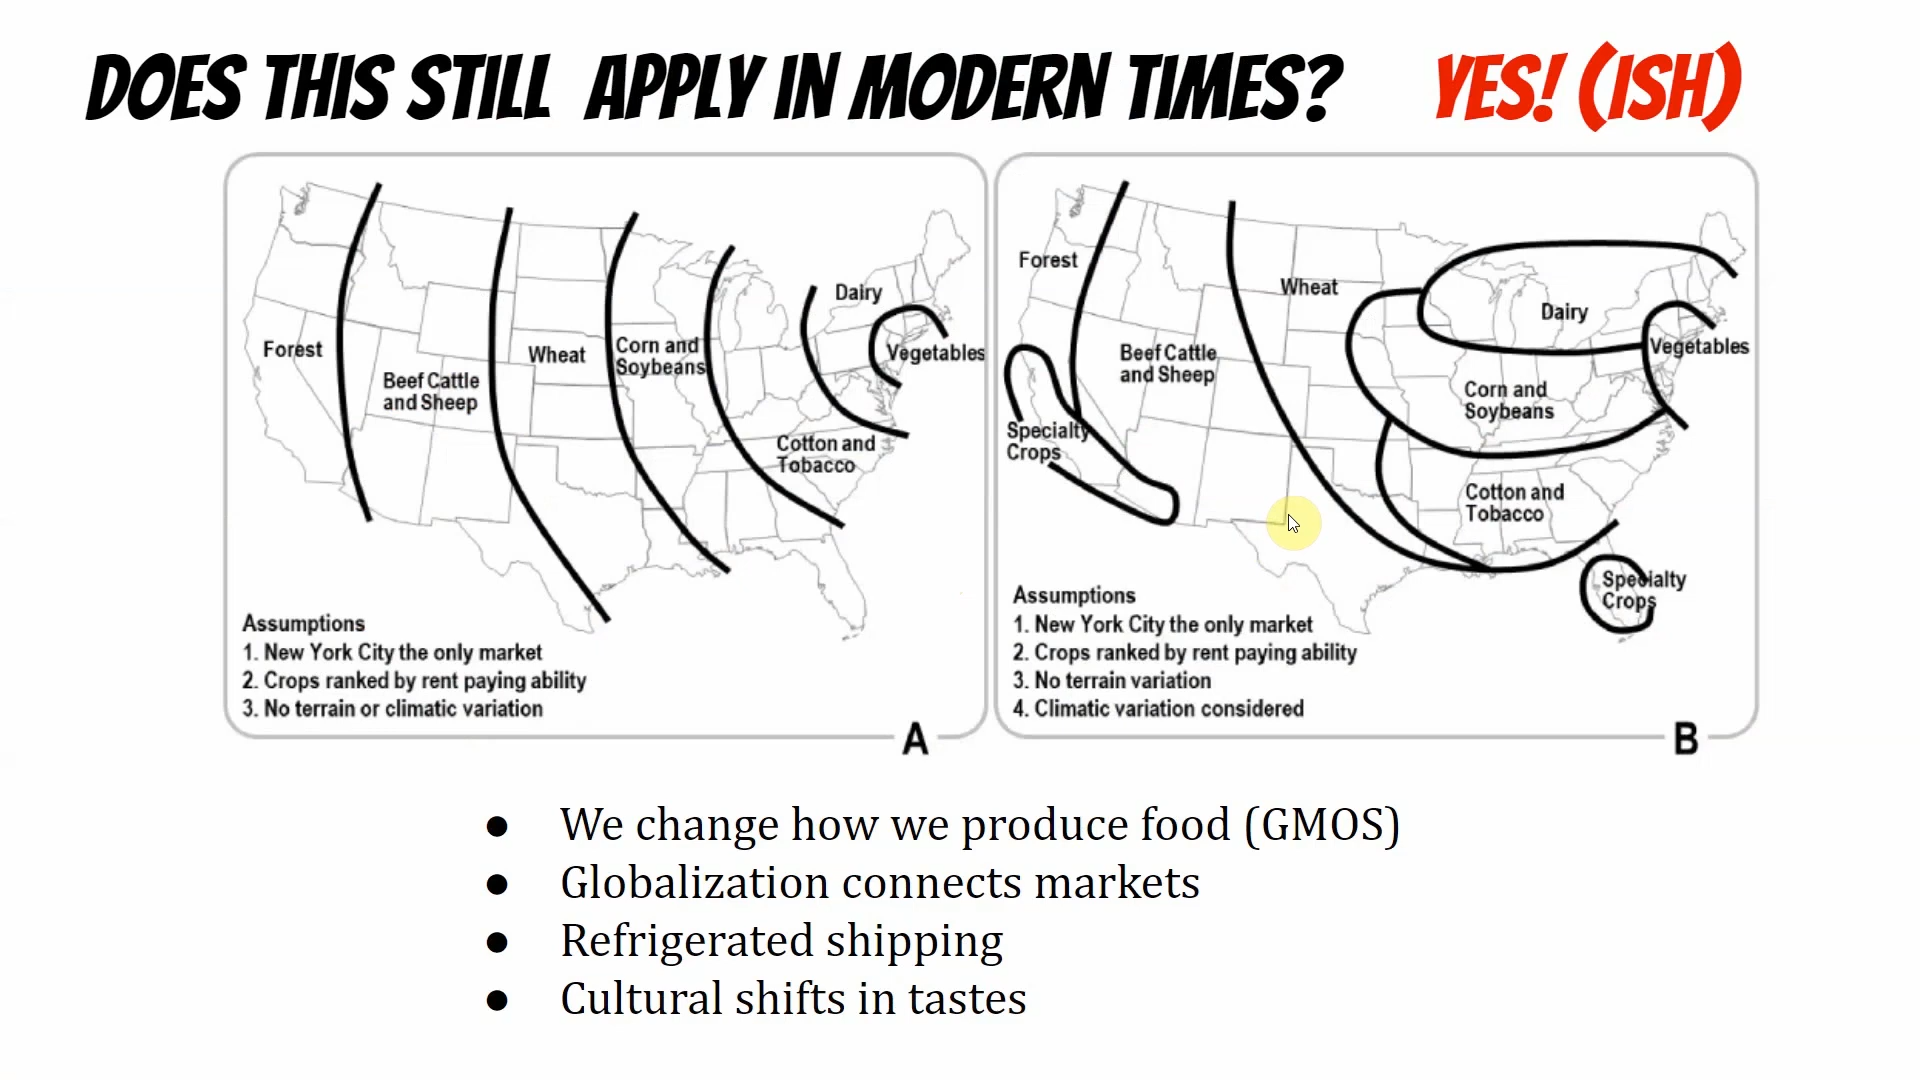 DOES THIS STILL APPLY IN MODERN TIMES? YES! (ISH)
Forest
Beef Cattle
and Sheep
Wheat
Corn and
Soybeans
Dairy
Vegetables
Cotton and
Tobacco
Assumptions
1. New York City the only market
2. Crops ranked by rent paying ability
3. No terrain or climatic variation
A
Forest
Wheat
Dairy
Vegetables
Beef Cattle
and Sheep
Corn and
Soybeans
Specialty
Crops
Cotton and
Tobacco
Specialty
Crops
Assumptions
1. New York City the only market
2. Crops ranked by rent paying ability
3. No terrain variation
4. Climatic variation considered
B
● We change how we produce food (GMOS)
● Globalization connects markets
● Refrigerated shipping
● Cultural shifts in tastes